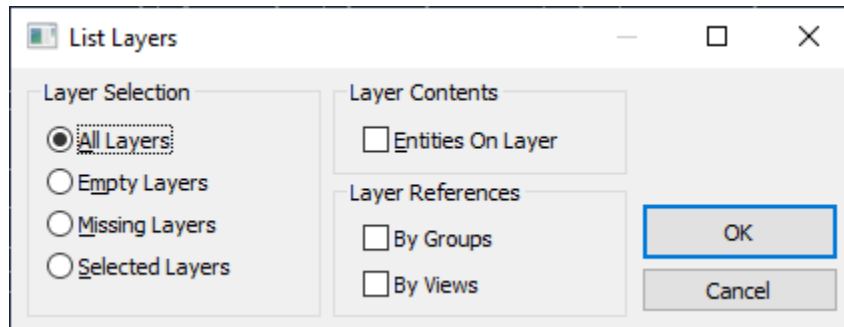 List Layers
Layer Selection
All Layers
Empty Layers
Missing Layers
Selected Layers
Layer Contents
Entities On Layer
Layer References
By Groups
By Views
OK
Cancel